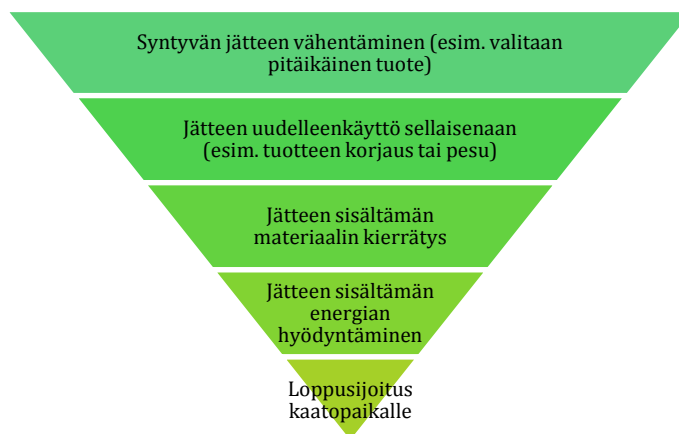 Syntyvän jätteen vähentäminen (esim. valitaan
pitäikäinen tuote)
Jätteen uudelleenkäyttö sellaisenaan
(esim. tuotteen korjaus tai pesu)
Jätteen sisältämän
materiaalin kierrätys
Jätteen sisältämän
energian
hyödyntäminen
Loppusijoitus
kaatopaikalle